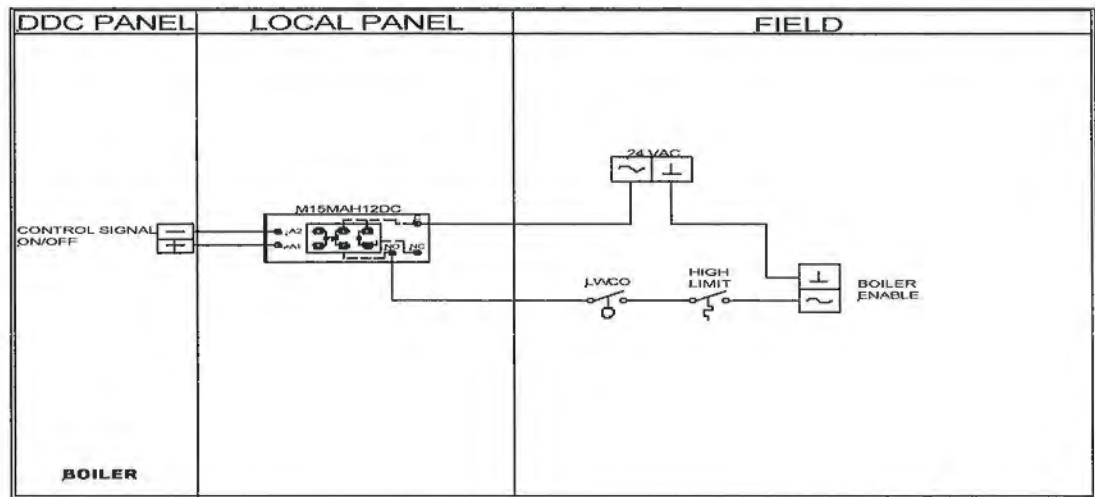 DDC PANEL
LOCAL PANEL
FIELD
24 VAC
M15MAH12DC
CONTROL SIGNAL
ON/OFF
A2
A1
C
NO
NC
LWCO
HIGH
LIMIT
BOILER
ENABLE
BOILER